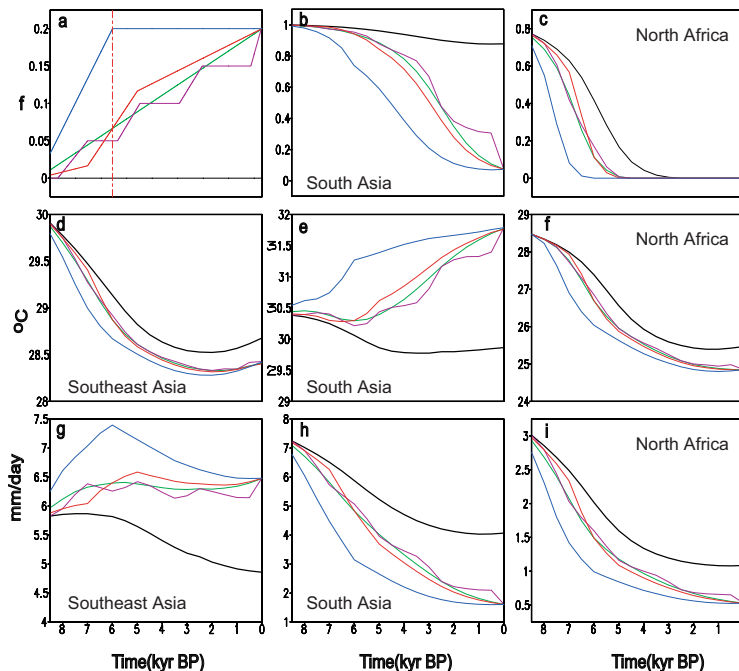 a b c
North Africa
0.2 1 0.8
0.15 0.8 0.6
f 0.1 0.6 0.4
0.05 0.4 0.2
0 0.2 0
0
South Asia
d e f
North Africa
30 32 29
29.5 31.5 28
31 27
°C 29 30.5 26
28.5 30 25
29.5
28 29 24
Southeast Asia South Asia
g h i
North Africa
7.5 8 3
7 7 2.5
6.5 6 2
6 5
mm/day 5.5 4 1.5
5 3 1
4.5 2 0.5
4 1
Southeast Asia South Asia
8 7 6 5 4 3 2 1 0 8 7 6 5 4 3 2 1 0 8 7 6 5 4 3 2 1 0
Time(kyr BP) Time(kyr BP) Time(kyr BP)